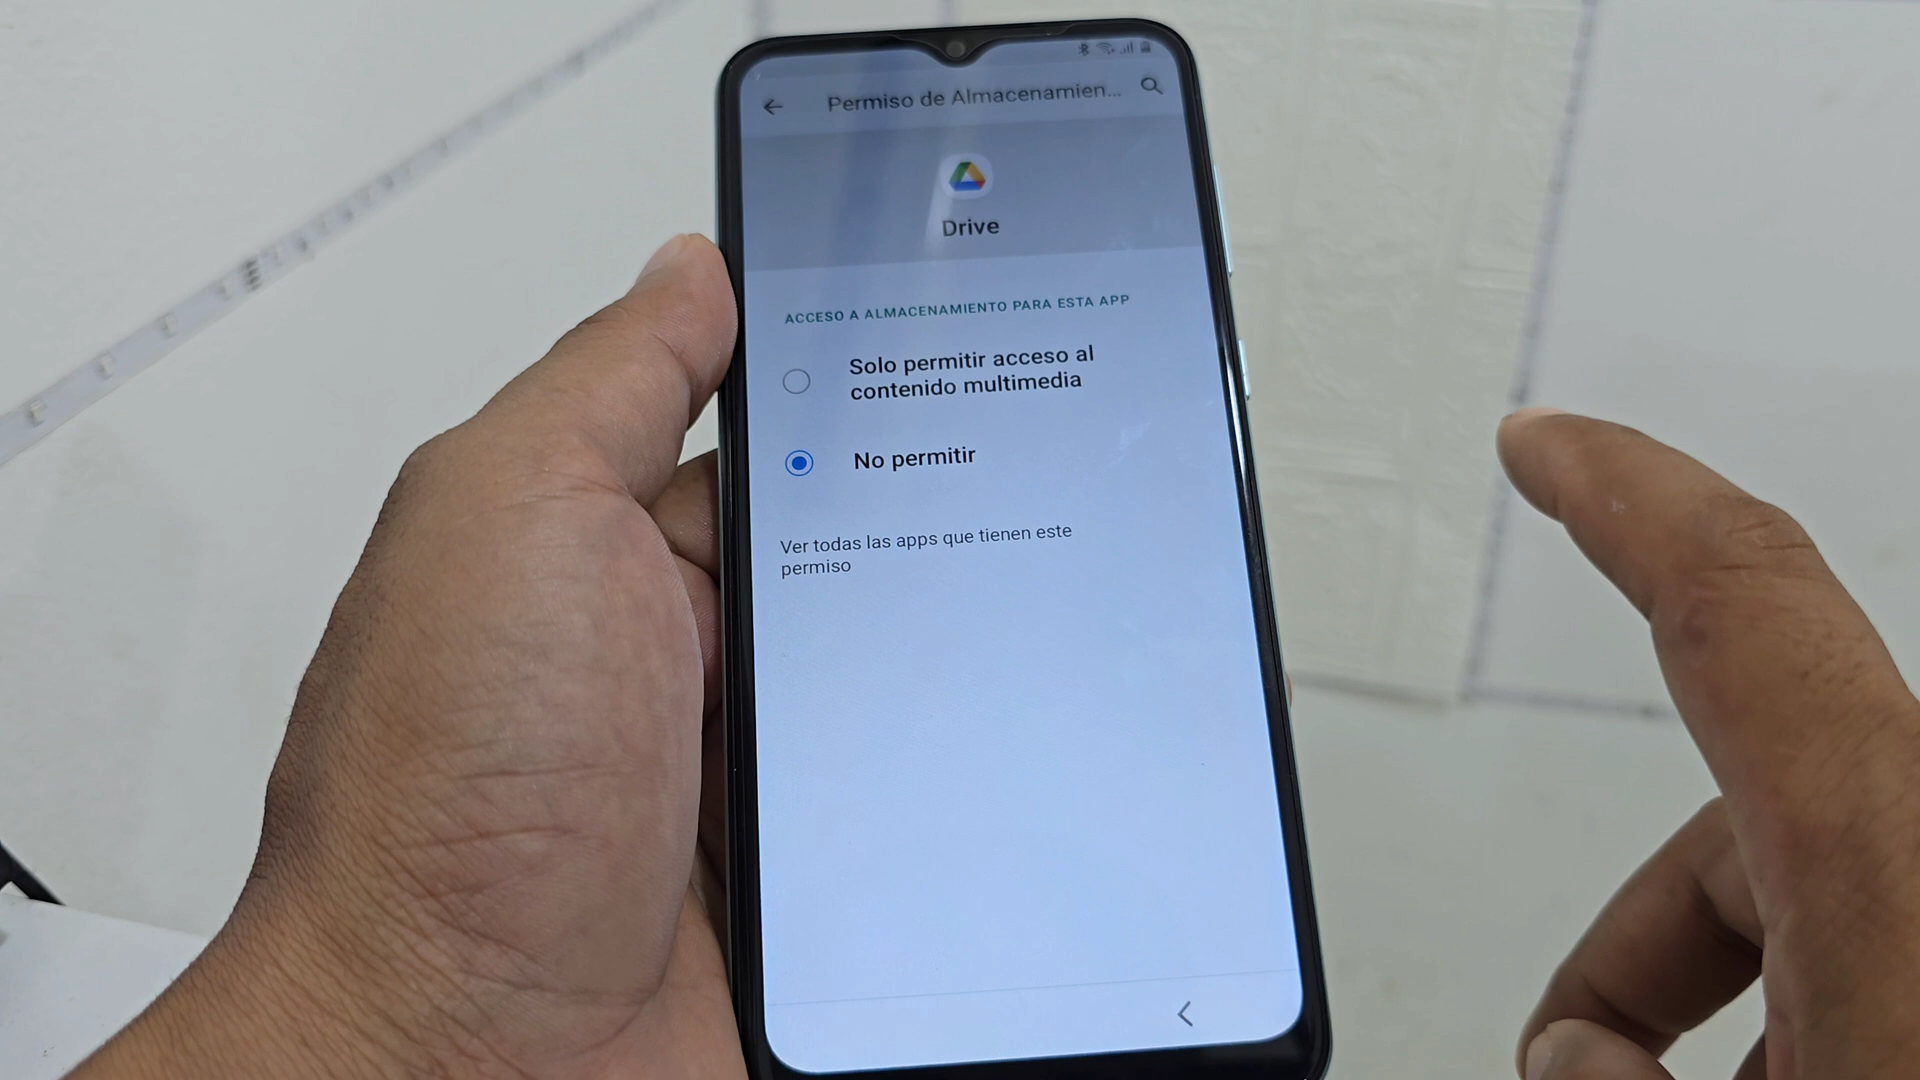 Permiso de Almacenamien...
Drive
ACCESO A ALMACENAMIENTO PARA ESTA APP
Solo permitir acceso al
contenido multimedia
No permitir
Ver todas las apps que tienen este
permiso